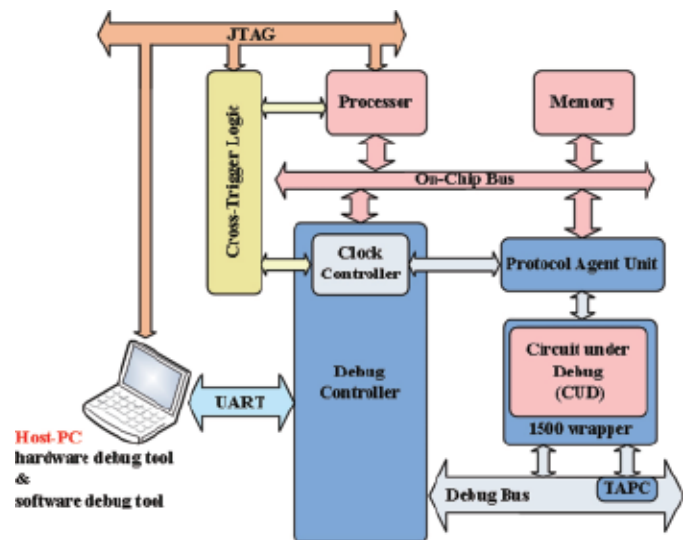 JTAG
Cross-Trigger Logic
Processor
Memory
On-Chip Bus
Clock
Controller
Protocol Agent Unit
Debug
Controller
Circuit under
Debug
(CUD)
1500 wrapper
UART
Host-PC
hardware debug tool
&
software debug tool
TAPC
Debug Bus